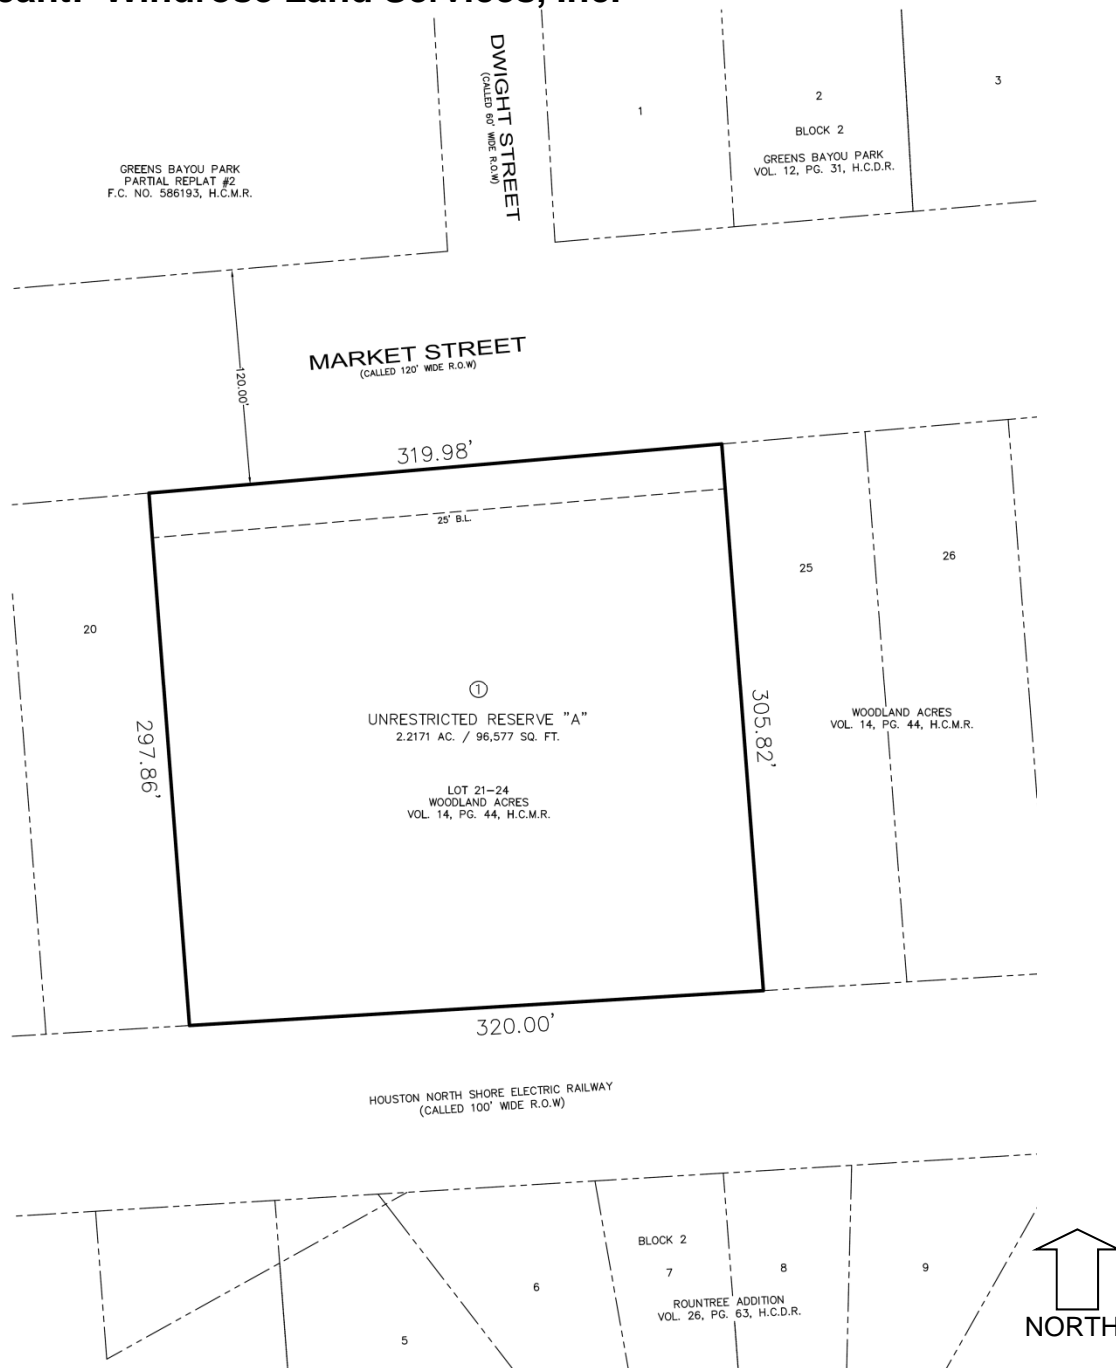 Windrose Land Services, Inc.
DWIGHT STREET
(CALLED 60' WIDE R.O.W)
1
2
3
BLOCK 2
GREENS BAYOU PARK
VOL. 12, PG. 31, H.C.D.R.
GREENS BAYOU PARK
PARTIAL REPLAT #2
F.C. NO. 586193, H.C.M.R.
MARKET STREET
(CALLED 120' WIDE R.O.W)
120.00'
319.98'
25' B.L.
20
25
26
1
UNRESTRICTED RESERVE "A"
2.2171 AC. / 96,577 SQ. FT.
LOT 21-24
WOODLAND ACRES
VOL. 14, PG. 44, H.C.M.R.
297.86'
305.82'
WOODLAND ACRES
VOL. 14, PG. 44, H.C.M.R.
320.00'
HOUSTON NORTH SHORE ELECTRIC RAILWAY
(CALLED 100' WIDE R.O.W)
BLOCK 2
5
6
7
8
9
ROUNTREE ADDITION
VOL. 26, PG. 63, H.C.D.R.
NORTH